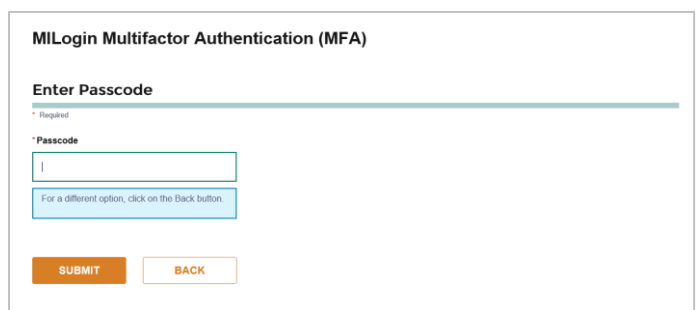 MILogin Multifactor Authentication (MFA)
Enter Passcode
* Required
*Passcode
For a different option, click on the Back button.
SUBMIT
BACK